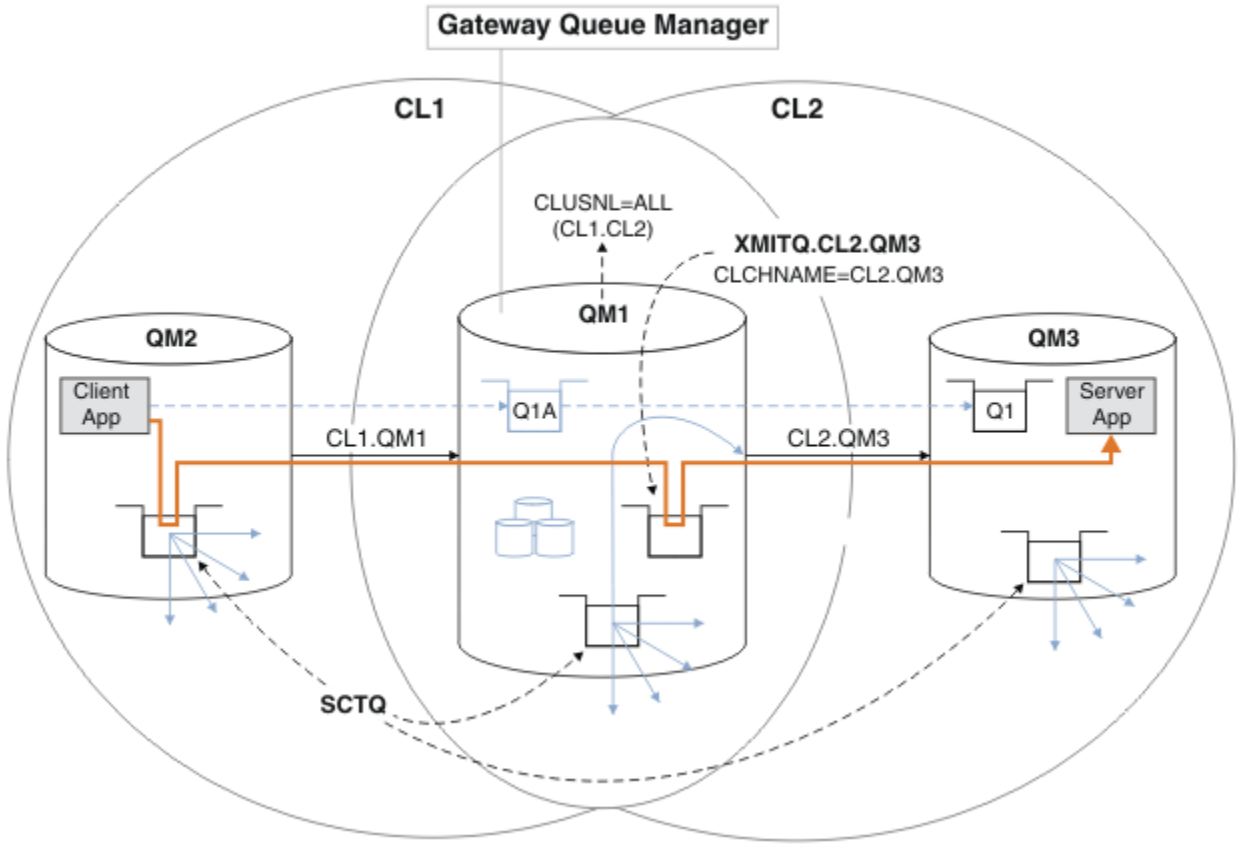 Gateway Queue Manager
CL1
CL2
CLUSNL=ALL
(CL1.CL2)
XMITQ.CL2.QM3
CLCHNAME=CL2.QM3
QM2
QM1
QM3
Client
App
Q1A
Q1
Server
App
CL1.QM1
CL2.QM3
SCTQ